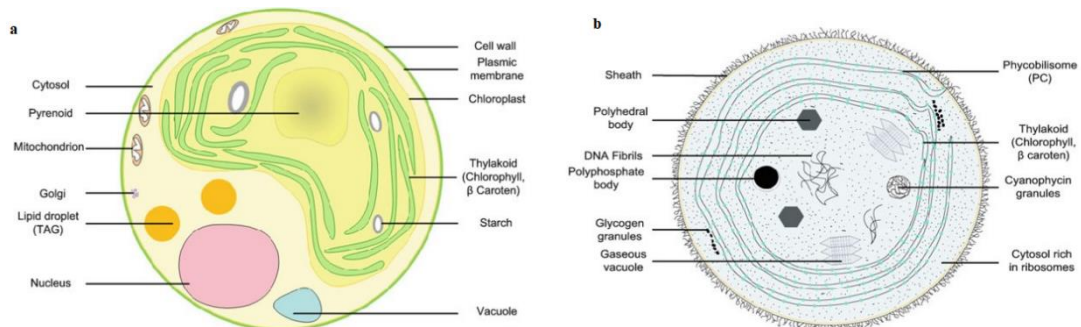 a
Cytosol
Pyrenoid
Mitochondrion
Golgi
Lipid droplet
(TAG)
Nucleus
Cell wall
Plasmic
membrane
Chloroplast
Thylakoid
(Chlorophyll,
β Caroten)
Starch
Vacuole
b
Sheath
Polyhedral
body
DNA Fibrils
Polyphosphate
body
Glycogen
granules
Gaseous
vacuole
Phycobilisome
(PC)
Thylakoid
(Chlorophyll,
β caroten)
Cyanophycin
granules
Cytosol rich
in ribosomes